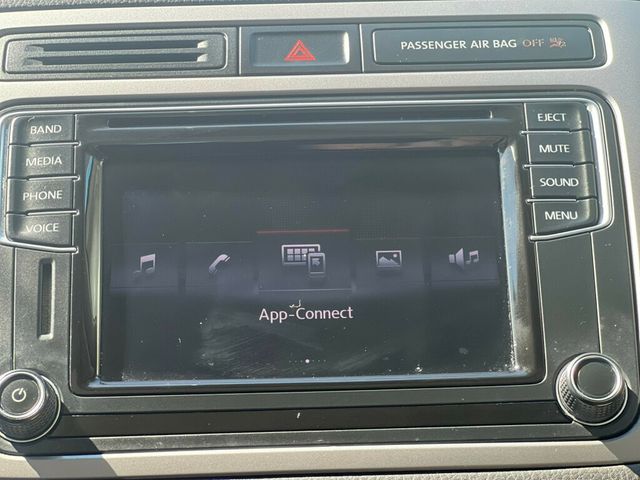 PASSENGER AIR BAG OFF
BAND
MEDIA
PHONE
VOICE
EJECT
MUTE
SOUND
MENU
App-Connect